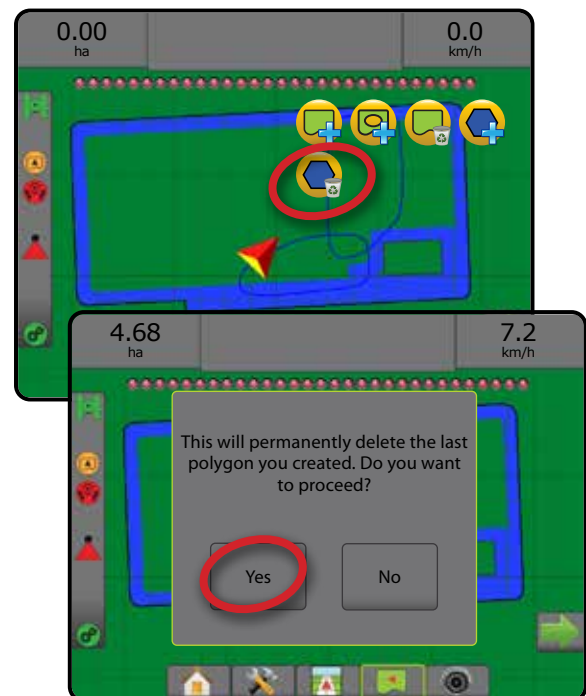 0.00
ha
0.0
km/h
4.68
ha
7.2
km/h
This will permanently delete the last
polygon you created. Do you want
to proceed?
Yes
No